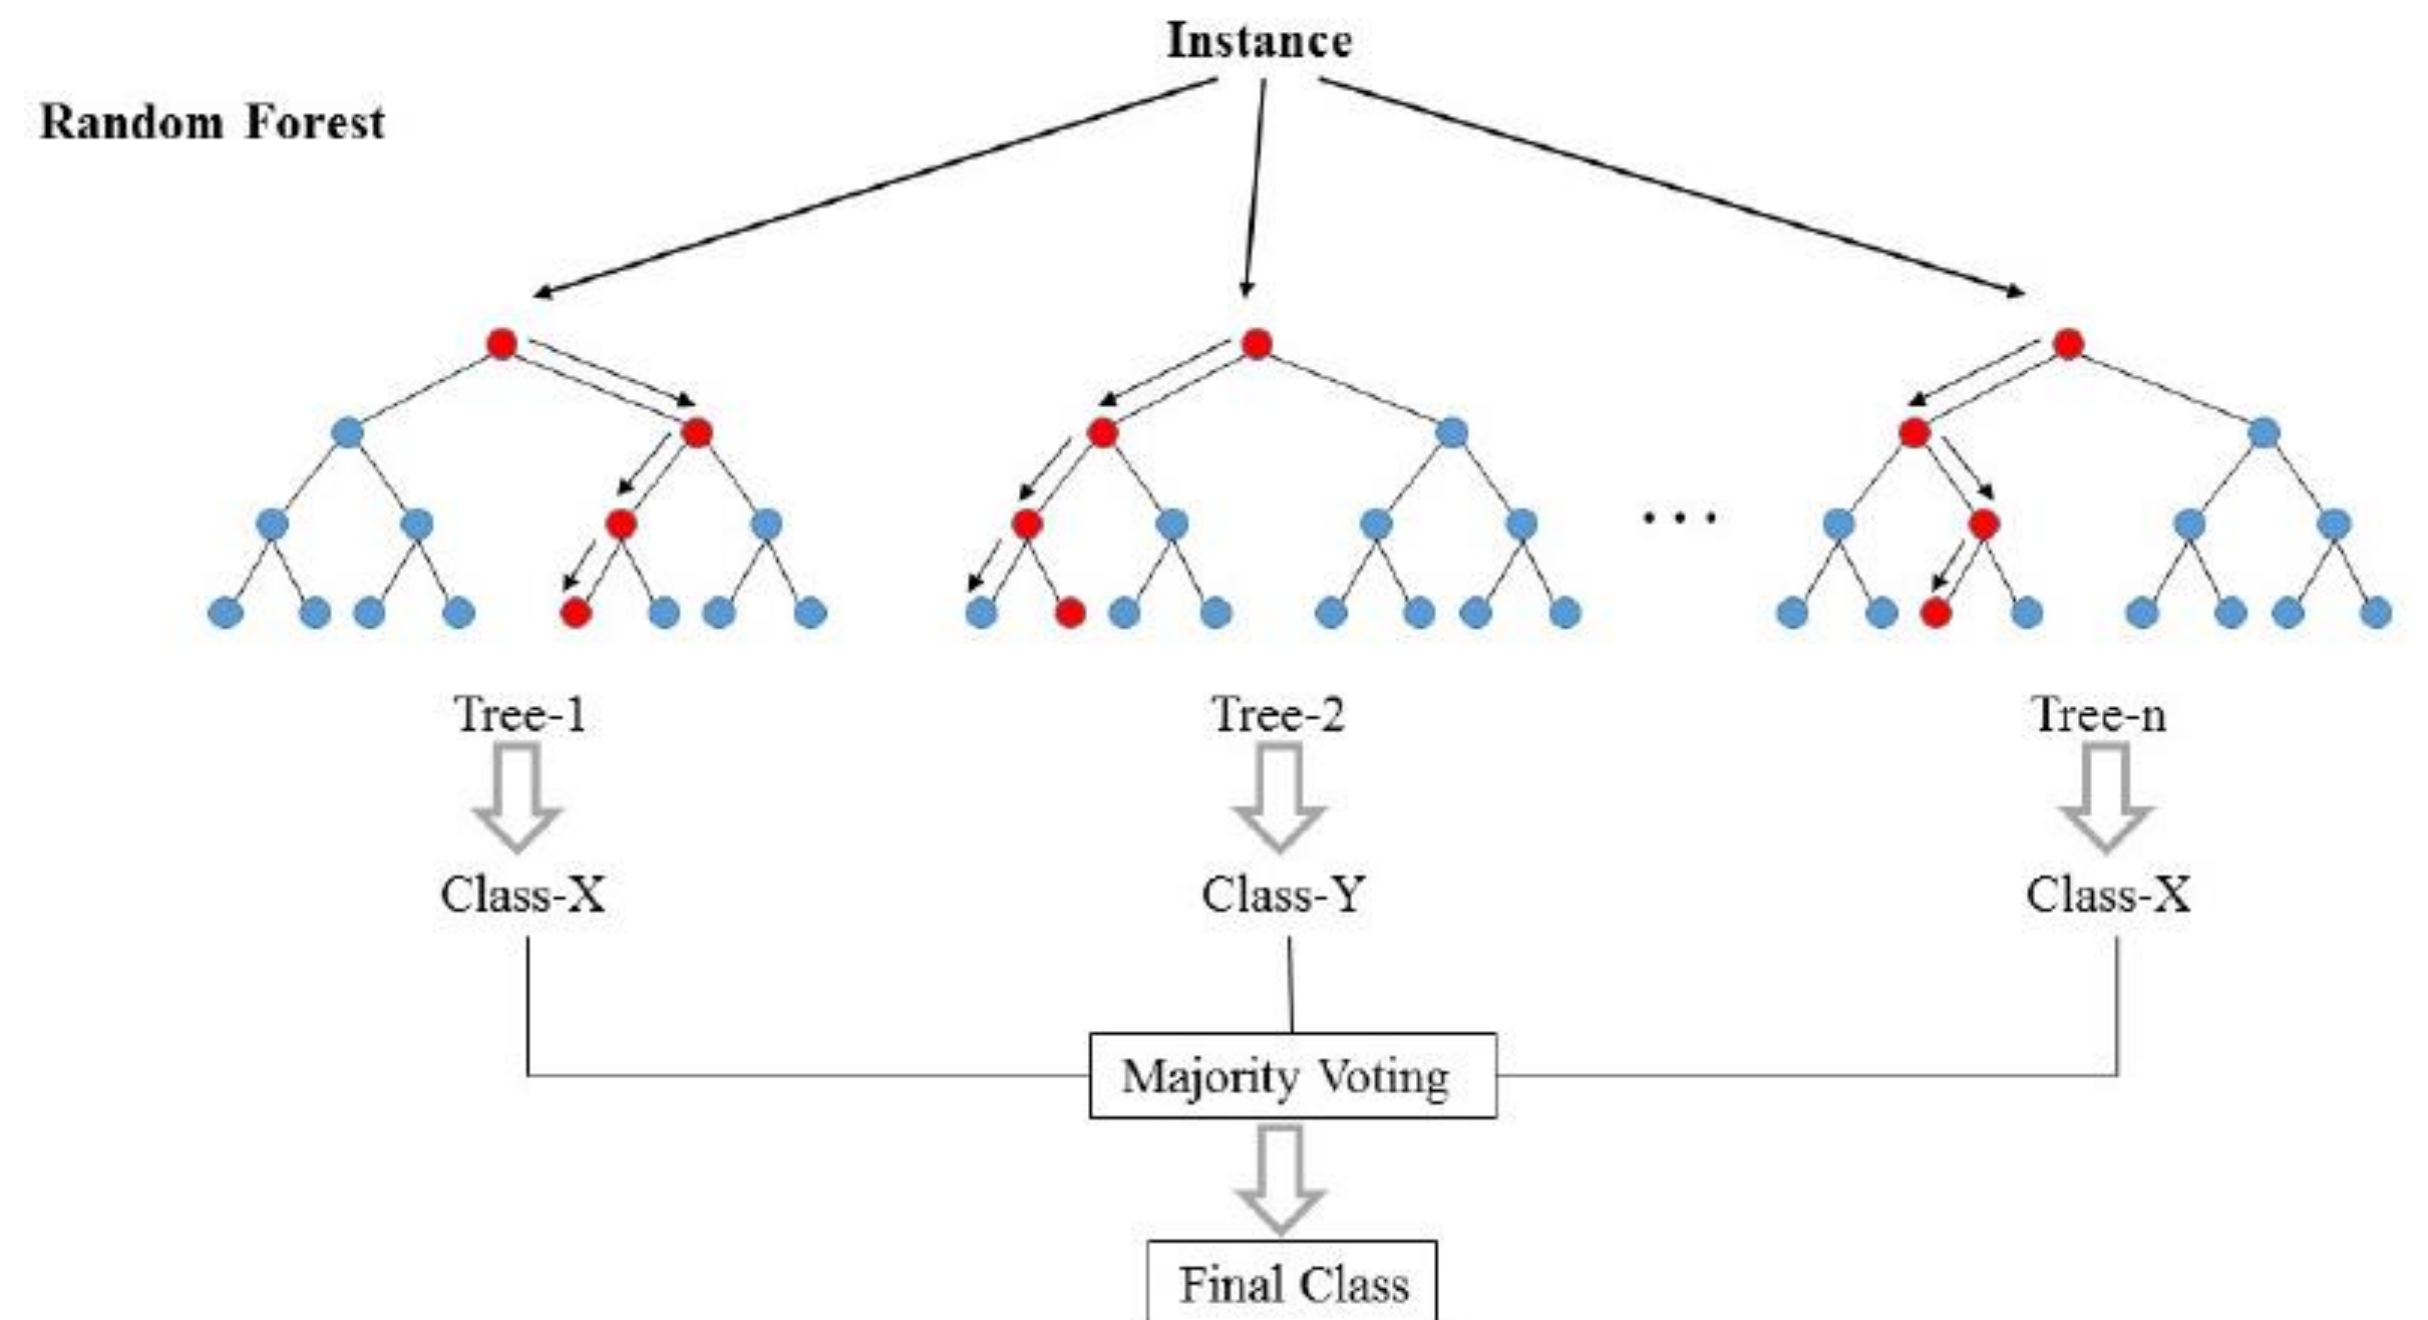 Instance
Random Forest
. . .
Tree-1
Tree-2
Tree-n
Class-X
Class-Y
Class-X
Majority Voting
Final Class